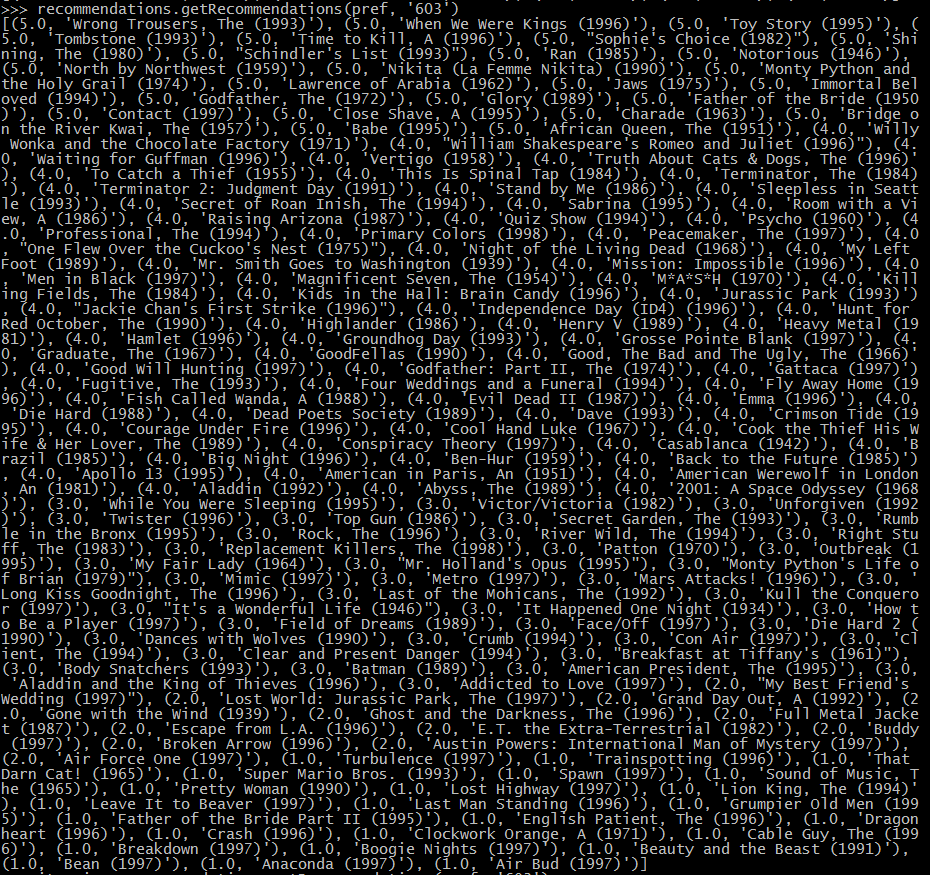 >>> recommendations.getRecommendations(pref, '603')
[(5.0, 'Wrong Trousers, The (1993)'), (5.0, 'When We Were Kings (1996)'), (5.0, 'Toy Story (1995)'), (
5.0, 'Tombstone (1993)'), (5.0, 'Time to Kill, A (1996)'), (5.0, "Sophie's Choice (1982)"), (5.0, 'Shi
ning, The (1980)'), (5.0, "Schindler's List (1993)"), (5.0, 'Ran (1985)'), (5.0, 'Notorious (1946)'),
(5.0, 'North by Northwest (1959)'), (5.0, 'Nikita (La Femme Nikita) (1990)'), (5.0, 'Monty Python and
the Holy Grail (1974)'), (5.0, 'Lawrence of Arabia (1962)'), (5.0, 'Jaws (1975)'), (5.0, 'Immortal Bel
oved (1994)'), (5.0, 'Godfather, The (1972)'), (5.0, 'Glory (1989)'), (5.0, 'Father of the Bride (1950
)'), (5.0, 'Contact (1997)'), (5.0, 'Close Shave, A (1995)'), (5.0, 'Charade (1963)'), (5.0, 'Bridge o
n the River Kwai, The (1957)'), (5.0, 'Babe (1995)'), (5.0, 'African Queen, The (1951)'), (4.0, 'Willy
 Wonka and the Chocolate Factory (1971)'), (4.0, "William Shakespeare's Romeo and Juliet (1996)"), (4.
0, 'Waiting for Guffman (1996)'), (4.0, 'Vertigo (1958)'), (4.0, 'Truth About Cats & Dogs, The (1996)'
), (4.0, 'To Catch a Thief (1955)'), (4.0, 'This Is Spinal Tap (1984)'), (4.0, 'Terminator, The (1984)
'), (4.0, 'Terminator 2: Judgment Day (1991)'), (4.0, 'Stand by Me (1986)'), (4.0, 'Sleepless in Seatt
le (1993)'), (4.0, 'Secret of Roan Inish, The (1994)'), (4.0, 'Sabrina (1995)'), (4.0, 'Room with a Vi
ew, A (1986)'), (4.0, 'Raising Arizona (1987)'), (4.0, 'Quiz Show (1994)'), (4.0, 'Psycho (1960)'), (4
.0, 'Professional, The (1994)'), (4.0, 'Primary Colors (1998)'), (4.0, 'Peacemaker, The (1997)'), (4.0
, "One Flew Over the Cuckoo's Nest (1975)"), (4.0, 'Night of the Living Dead (1968)'), (4.0, 'My Left
Foot (1989)'), (4.0, 'Mr. Smith Goes to Washington (1939)'), (4.0, 'Mission: Impossible (1996)'), (4.0
, 'Men in Black (1997)'), (4.0, 'Magnificent Seven, The (1954)'), (4.0, 'M*A*S*H (1970)'), (4.0, 'Kill
ing Fields, The (1984)'), (4.0, 'Kids in the Hall: Brain Candy (1996)'), (4.0, 'Jurassic Park (1993)')
, (4.0, "Jackie Chan's First Strike (1996)"), (4.0, 'Independence Day (ID4) (1996)'), (4.0, 'Hunt for
Red October, The (1990)'), (4.0, 'Highlander (1986)'), (4.0, 'Henry V (1989)'), (4.0, 'Heavy Metal (19
81)'), (4.0, 'Hamlet (1996)'), (4.0, 'Groundhog Day (1993)'), (4.0, 'Grosse Pointe Blank (1997)'), (4.
0, 'Graduate, The (1967)'), (4.0, 'GoodFellas (1990)'), (4.0, 'Good, The Bad and The Ugly, The (1966)'
), (4.0, 'Good Will Hunting (1997)'), (4.0, 'Godfather: Part II, The (1974)'), (4.0, 'Gattaca (1997)')
, (4.0, 'Fugitive, The (1993)'), (4.0, 'Four Weddings and a Funeral (1994)'), (4.0, 'Fly Away Home (19
96)'), (4.0, 'Fish Called Wanda, A (1988)'), (4.0, 'Evil Dead II (1987)'), (4.0, 'Emma (1996)'), (4.0,
 'Die Hard (1988)'), (4.0, 'Dead Poets Society (1989)'), (4.0, 'Dave (1993)'), (4.0, 'Crimson Tide (19
95)'), (4.0, 'Courage Under Fire (1996)'), (4.0, 'Cool Hand Luke (1967)'), (4.0, 'Cook the Thief His W
ife & Her Lover, The (1989)'), (4.0, 'Conspiracy Theory (1997)'), (4.0, 'Casablanca (1942)'), (4.0, 'B
razil (1985)'), (4.0, 'Big Night (1996)'), (4.0, 'Ben-Hur (1959)'), (4.0, 'Back to the Future (1985)')
, (4.0, 'Apollo 13 (1995)'), (4.0, 'American in Paris, An (1951)'), (4.0, 'American Werewolf in London
, An (1981)'), (4.0, 'Aladdin (1992)'), (4.0, 'Abyss, The (1989)'), (4.0, '2001: A Space Odyssey (1968
)'), (3.0, 'While You Were Sleeping (1995)'), (3.0, 'Victor/Victoria (1982)'), (3.0, 'Unforgiven (1992
)'), (3.0, 'Twister (1996)'), (3.0, 'Top Gun (1986)'), (3.0, 'Secret Garden, The (1993)'), (3.0, 'Rumb
le in the Bronx (1995)'), (3.0, 'Rock, The (1996)'), (3.0, 'River Wild, The (1994)'), (3.0, 'Right Stu
ff, The (1983)'), (3.0, 'Replacement Killers, The (1998)'), (3.0, 'Patton (1970)'), (3.0, 'Outbreak (1
995)'), (3.0, 'My Fair Lady (1964)'), (3.0, "Mr. Holland's Opus (1995)"), (3.0, "Monty Python's Life o
f Brian (1979)"), (3.0, 'Mimic (1997)'), (3.0, 'Metro (1997)'), (3.0, 'Mars Attacks! (1996)'), (3.0, '
Long Kiss Goodnight, The (1996)'), (3.0, 'Last of the Mohicans, The (1992)'), (3.0, 'Kull the Conquero
r (1997)'), (3.0, "It's a Wonderful Life (1946)"), (3.0, 'It Happened One Night (1934)'), (3.0, 'How t
o Be a Player (1997)'), (3.0, 'Field of Dreams (1989)'), (3.0, 'Face/Off (1997)'), (3.0, 'Die Hard 2 (
1990)'), (3.0, 'Dances with Wolves (1990)'), (3.0, 'Crumb (1994)'), (3.0, 'Con Air (1997)'), (3.0, 'Cl
ient, The (1994)'), (3.0, 'Clear and Present Danger (1994)'), (3.0, "Breakfast at Tiffany's (1961)"),
(3.0, 'Body Snatchers (1993)'), (3.0, 'Batman (1989)'), (3.0, 'American President, The (1995)'), (3.0,
 'Aladdin and the King of Thieves (1996)'), (3.0, 'Addicted to Love (1997)'), (2.0, "My Best Friend's
Wedding (1997)"), (2.0, 'Lost World: Jurassic Park, The (1997)'), (2.0, 'Grand Day Out, A (1992)'), (2
.0, 'Gone with the Wind (1939)'), (2.0, 'Ghost and the Darkness, The (1996)'), (2.0, 'Full Metal Jacke
t (1987)'), (2.0, 'Escape from L.A. (1996)'), (2.0, 'E.T. the Extra-Terrestrial (1982)'), (2.0, 'Buddy
 (1997)'), (2.0, 'Broken Arrow (1996)'), (2.0, 'Austin Powers: International Man of Mystery (1997)'),
(2.0, 'Air Force One (1997)'), (1.0, 'Turbulence (1997)'), (1.0, 'Trainspotting (1996)'), (1.0, 'That
Darn Cat! (1965)'), (1.0, 'Super Mario Bros. (1993)'), (1.0, 'Spawn (1997)'), (1.0, 'Sound of Music, T
he (1965)'), (1.0, 'Pretty Woman (1990)'), (1.0, 'Lost Highway (1997)'), (1.0, 'Lion King, The (1994)'
), (1.0, 'Leave It to Beaver (1997)'), (1.0, 'Last Man Standing (1996)'), (1.0, 'Grumpier Old Men (199
5)'), (1.0, 'Father of the Bride Part II (1995)'), (1.0, 'English Patient, The (1996)'), (1.0, 'Dragon
heart (1996)'), (1.0, 'Crash (1996)'), (1.0, 'Clockwork Orange, A (1971)'), (1.0, 'Cable Guy, The (199
6)'), (1.0, 'Breakdown (1997)'), (1.0, 'Boogie Nights (1997)'), (1.0, 'Beauty and the Beast (1991)'),
(1.0, 'Bean (1997)'), (1.0, 'Anaconda (1997)'), (1.0, 'Air Bud (1997)')]